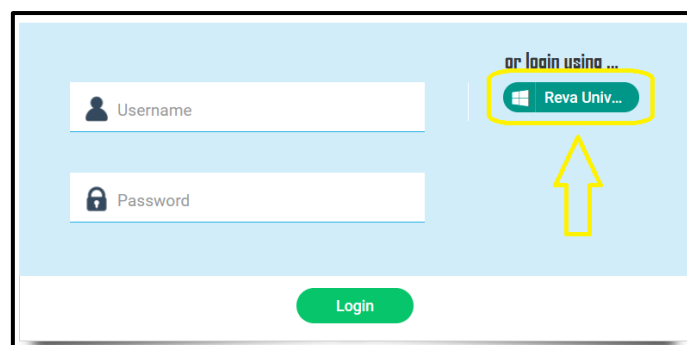 or login using ...
Reva Univ...
Username
Password
Login